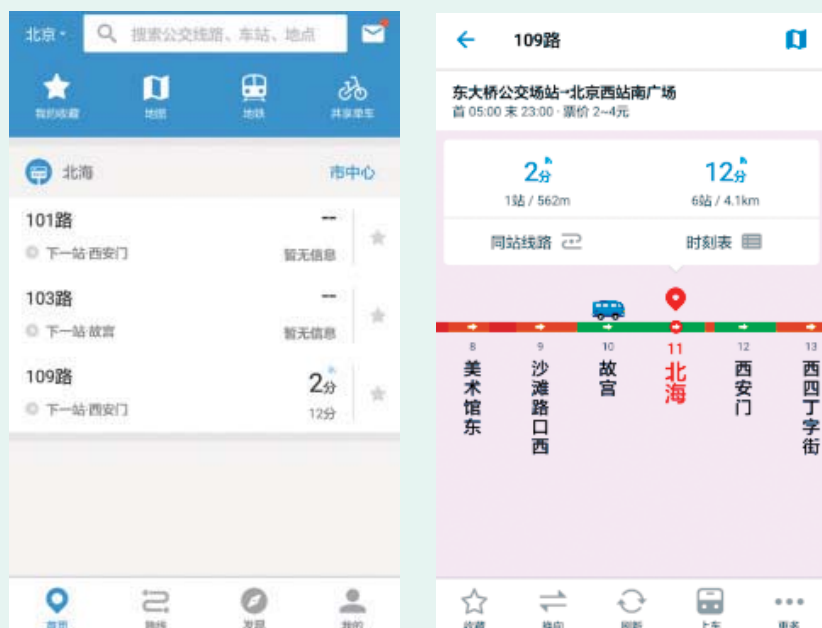 北京
搜索公交线路、车站、地点
我的收藏
地图
地铁
共享单车
北海
市中心
101路
--
下一站·西安门
暂无信息
103路
--
下一站·故宫
暂无信息
109路
2分
下一站·西安门
12分
首页
路线
发现
我的
109路
东大桥公交场站→北京西站南广场
首 05:00 末 23:00 · 票价 2~4元
2分
12分
1站 / 562m
6站 / 4.1km
同站线路
时刻表
8
9
10
11
12
13
美术馆东
沙滩路口西
故宫
北海
西安门
西四丁字街
收藏
换向
刷新
上车
更多